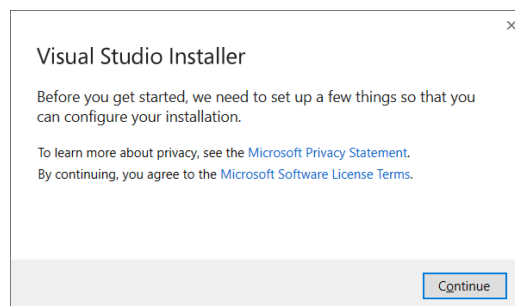 Visual Studio Installer
Before you get started, we need to set up a few things so that you
can configure your installation.
To learn more about privacy, see the Microsoft Privacy Statement.
By continuing, you agree to the Microsoft Software License Terms.
Continue